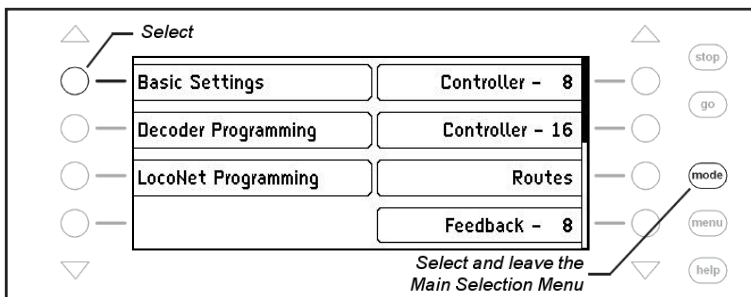 Select
stop
Basic Settings Controller - 8
go
Decoder Programming Controller - 16
LocoNet Programming Routes
mode
Feedback - 8
menu
Select and leave the
Main Selection Menu
help